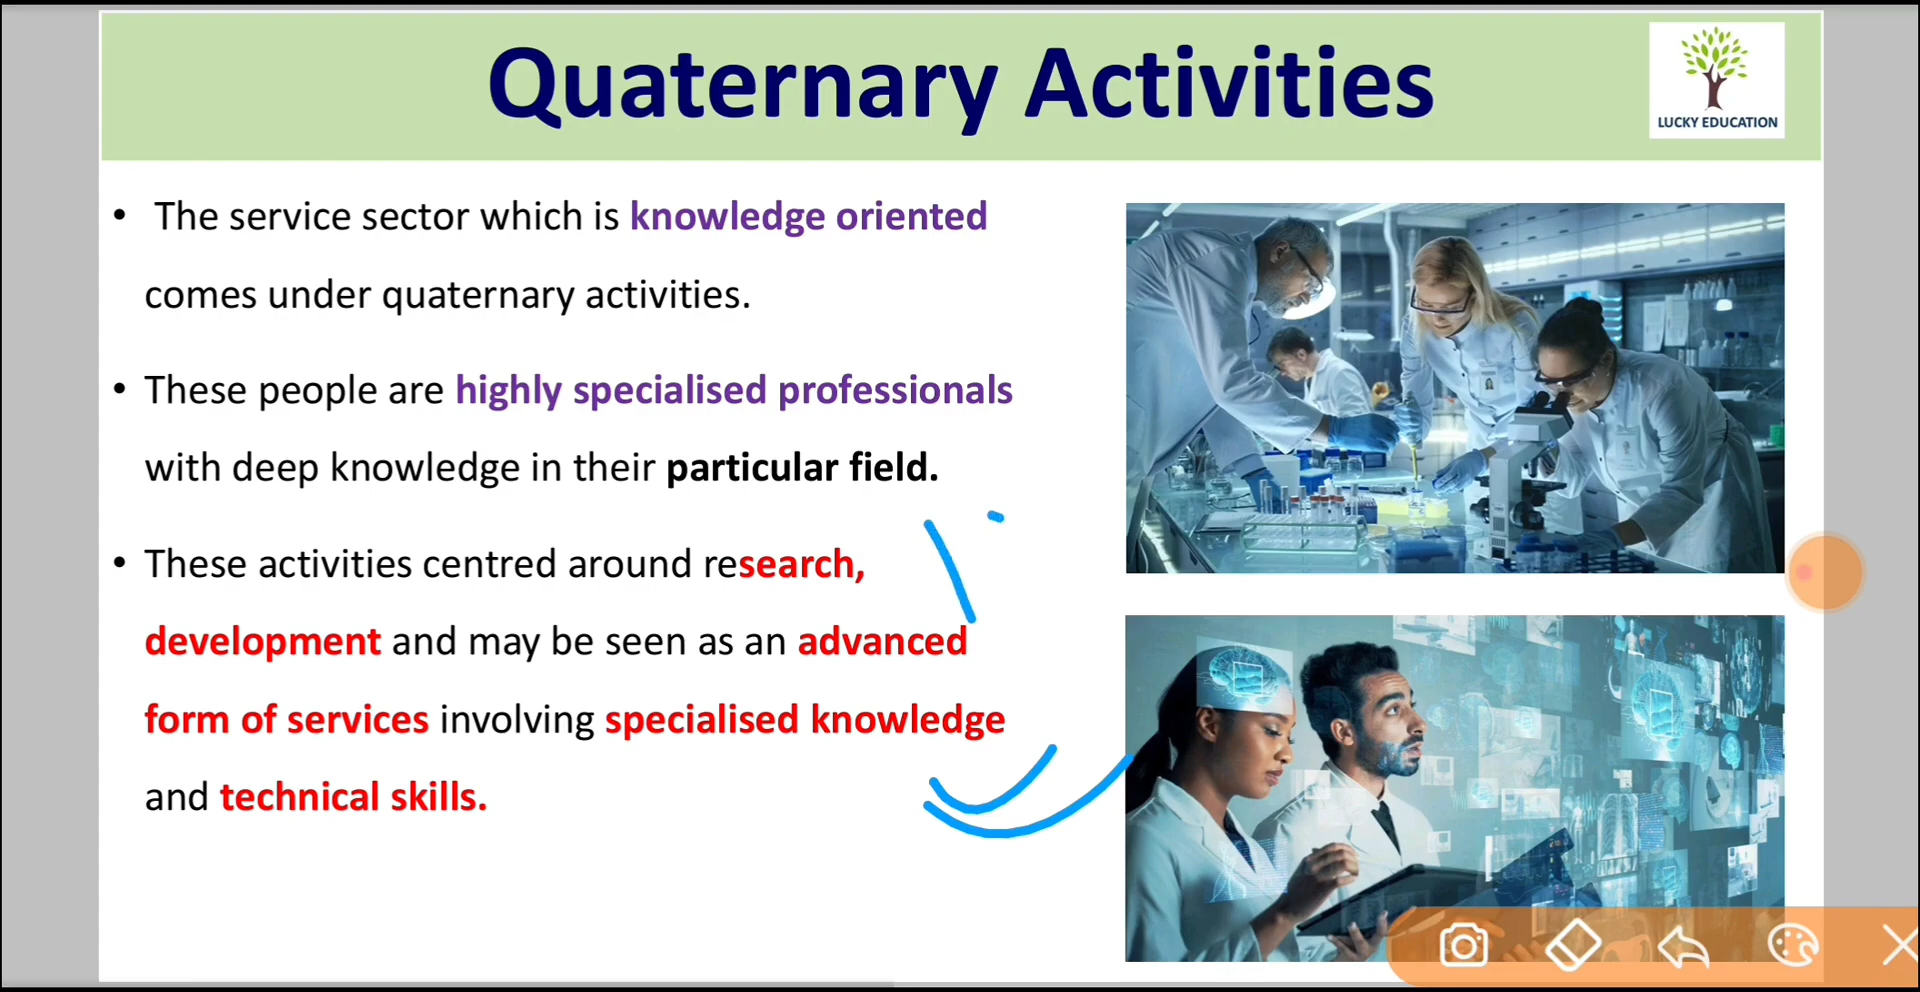 Quaternary Activities
LUCKY EDUCATION
• The service sector which is knowledge oriented
comes under quaternary activities.
• These people are highly specialised professionals
with deep knowledge in their particular field.
• These activities centred around research,
development and may be seen as an advanced
form of services involving specialised knowledge
and technical skills.